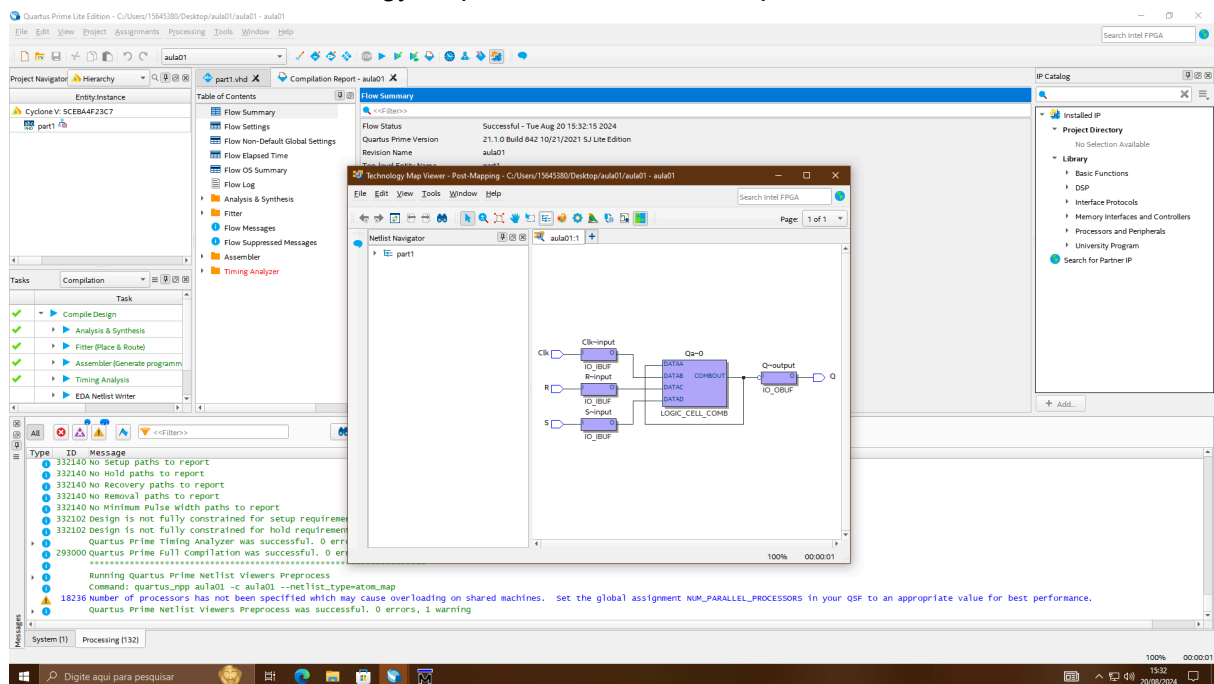 Quartus Prime Lite Edition - C:/Users/15645380/Desktop/aula01/aula01 - aula01
File Edit View Project Assignments Processing Tools Window Help
Search Intel FPGA
aula01
Project Navigator Hierarchy
part1.vhd
Compilation Report - aula01
IP Catalog
Entity:Instance
Cyclone V: 5CEBA4F23C7
part1
Table of Contents
Flow Summary
Flow Settings
Flow Non-Default Global Settings
Flow Elapsed Time
Flow OS Summary
Flow Log
Analysis & Synthesis
Fitter
Flow Messages
Flow Suppressed Messages
Assembler
Timing Analyzer
Flow Summary
<<Filter>>
Flow Status Successful - Tue Aug 20 15:32:15 2024
Quartus Prime Version 21.1.0 Build 842 10/21/2021 SJ Lite Edition
Revision Name aula01
Installed IP
Project Directory
No Selection Available
Library
Basic Functions
DSP
Interface Protocols
Memory Interfaces and Controllers
Processors and Peripherals
University Program
Search for Partner IP
+ Add...
Technology Map Viewer - Post-Mapping - C:/Users/15645380/Desktop/aula01/aula01 - aula01
File Edit View Tools Window Help
Search Intel FPGA
Page: 1 of 1
Netlist Navigator
aula01:1
part1
Clk~input
Clk
I O
IO_IBUF
R~input
R
I O
IO_IBUF
S~input
S
I O
IO_IBUF
Qa~0
DATAA
DATAB COMBOUT
DATAC
DATAD
LOGIC_CELL_COMB
Q~output
I O
Q
IO_OBUF
100% 00:00:01
Tasks Compilation
Task
Compile Design
Analysis & Synthesis
Fitter (Place & Route)
Assembler (Generate programm
Timing Analysis
EDA Netlist Writer
All
<<Filter>>
Type ID Message
332140 No Setup paths to report
332140 No Hold paths to report
332140 No Recovery paths to report
332140 No Removal paths to report
332140 No Minimum Pulse Width paths to report
332102 Design is not fully constrained for setup requireme
332102 Design is not fully constrained for hold requirement
Quartus Prime Timing Analyzer was successful. 0 erro
293000 Quartus Prime Full Compilation was successful. 0 err
Running Quartus Prime Netlist Viewers Preprocess
Command: quartus_npp aula01 -c aula01 --netlist_type=atom_map
18236 Number of processors has not been specified which may cause overloading on shared machines. Set the global assignment NUM_PARALLEL_PROCESSORS in your QSF to an appropriate value for best performance.
Quartus Prime Netlist Viewers Preprocess was successful. 0 errors, 1 warning
Messages
System (1) Processing (132)
100% 00:00:01
Digite aqui para pesquisar
15:32
20/08/2024